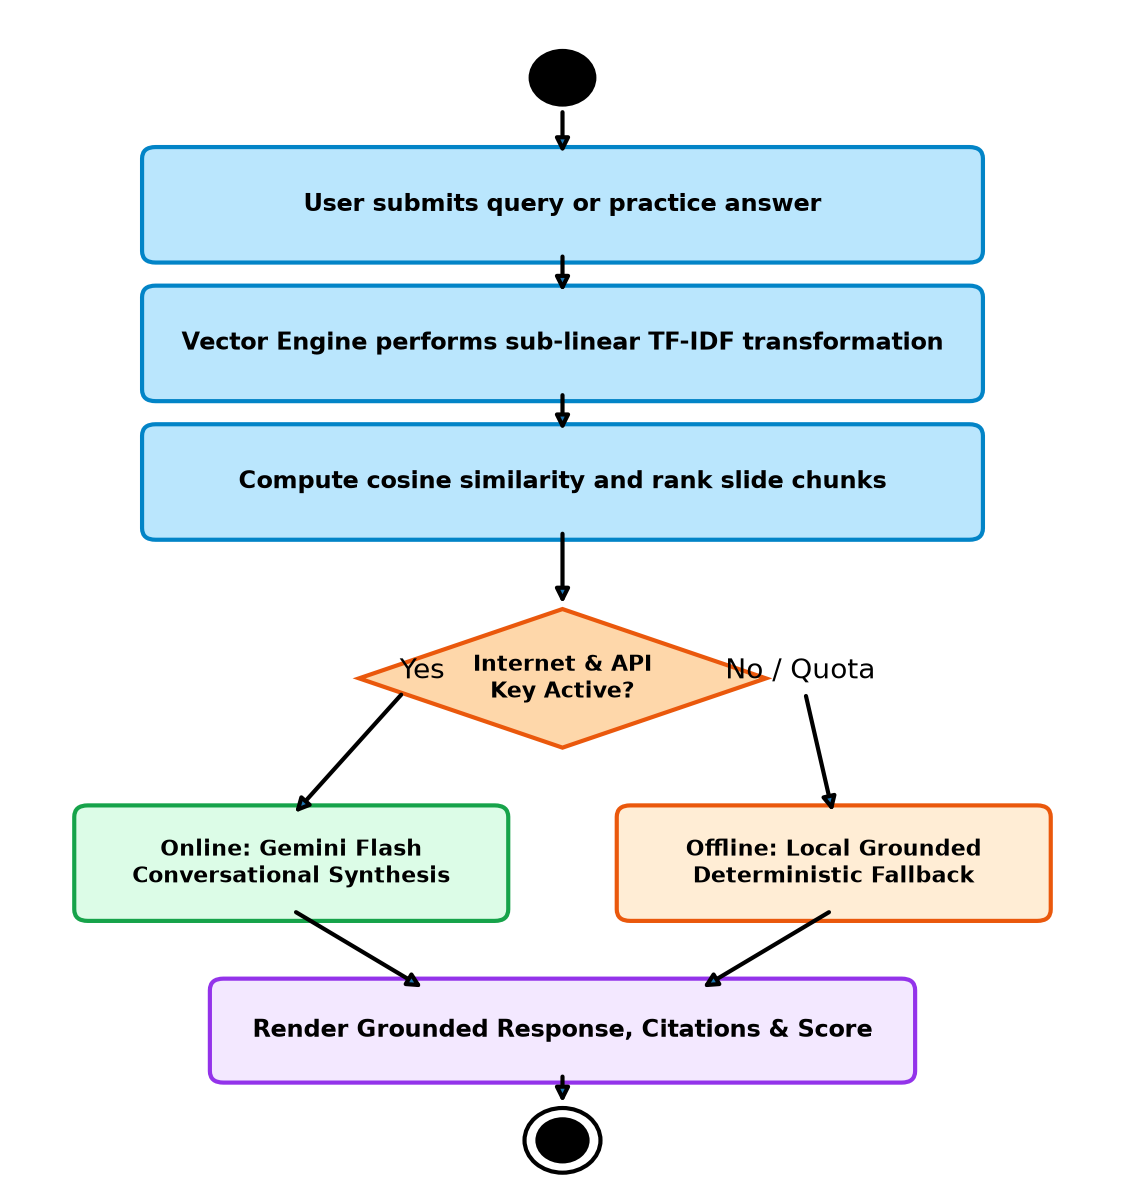 User submits query or practice answer
Vector Engine performs sub-linear TF-IDF transformation
Compute cosine similarity and rank slide chunks
Yes
Internet & API
Key Active?
No / Quota
Online: Gemini Flash
Conversational Synthesis
Offline: Local Grounded
Deterministic Fallback
Render Grounded Response, Citations & Score